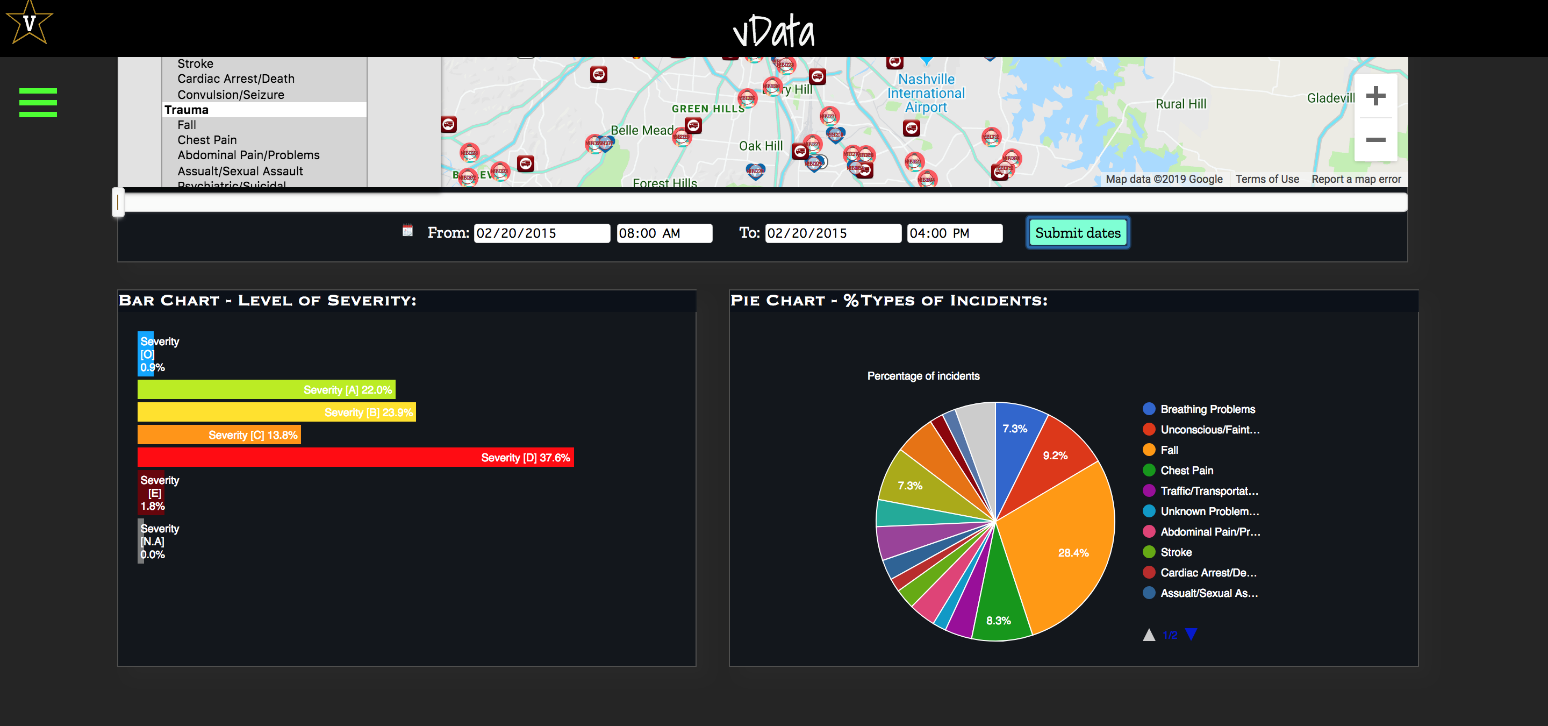 V
vData
Stroke
Cardiac Arrest/Death
Convulsion/Seizure
Trauma
Fall
Chest Pain
Abdominal Pain/Problems
Assualt/Sexual Assault
Psychiatric/Suicidal
Nashville
International
Airport
ry Hill
GREEN HILLS
Belle Mead
Oak Hill
Forest Hills
Rural Hill
Gladevill
+
−
Map data ©2019 Google Terms of Use Report a map error
From: 02/20/2015 08:00 AM To: 02/20/2015 04:00 PM Submit dates
Bar Chart - Level of Severity:
Severity
[O]
0.9%
Severity [A] 22.0%
Severity [B] 23.9%
Severity [C] 13.8%
Severity [D] 37.6%
Severity
[E]
1.8%
Severity
[N.A]
0.0%
Pie Chart - %Types of Incidents:
Percentage of incidents
7.3%
9.2%
28.4%
8.3%
7.3%
Breathing Problems
Unconscious/Faint...
Fall
Chest Pain
Traffic/Transportat...
Unknown Problem...
Abdominal Pain/Pr...
Stroke
Cardiac Arrest/De...
Assualt/Sexual As...
1/2